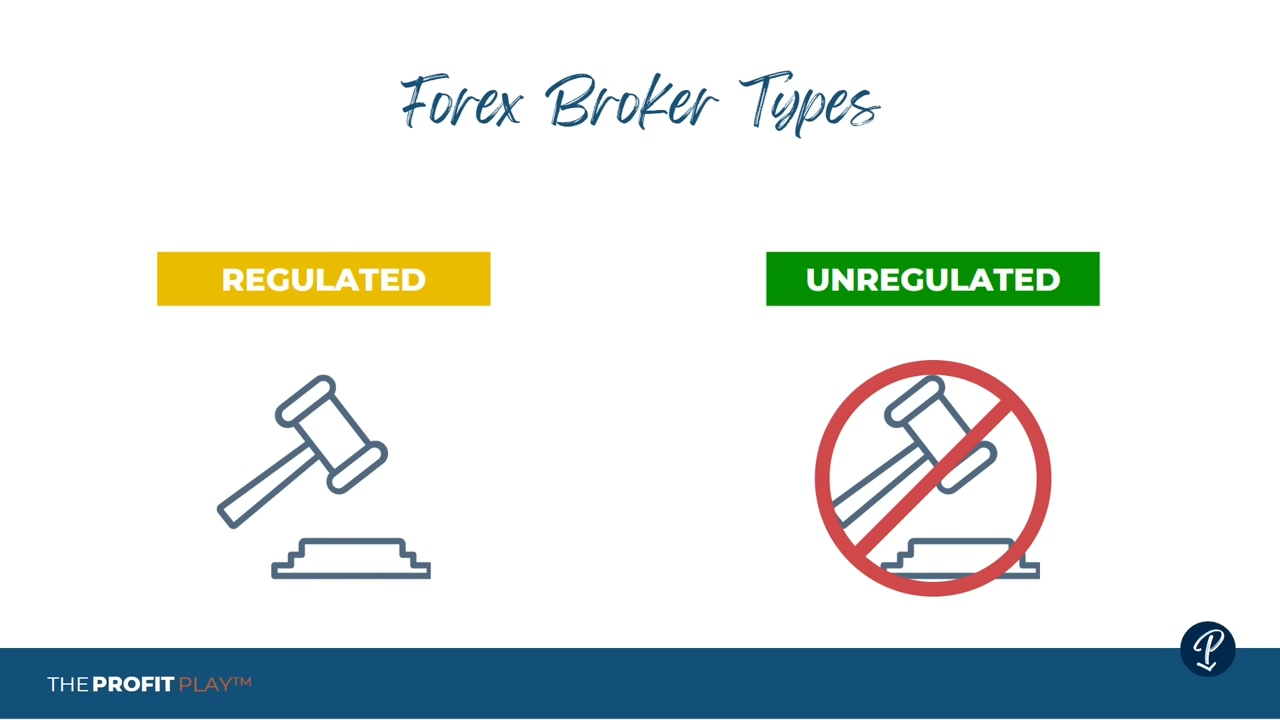 Forex Broker Types
REGULATED
UNREGULATED
THE PROFIT PLAY™
P